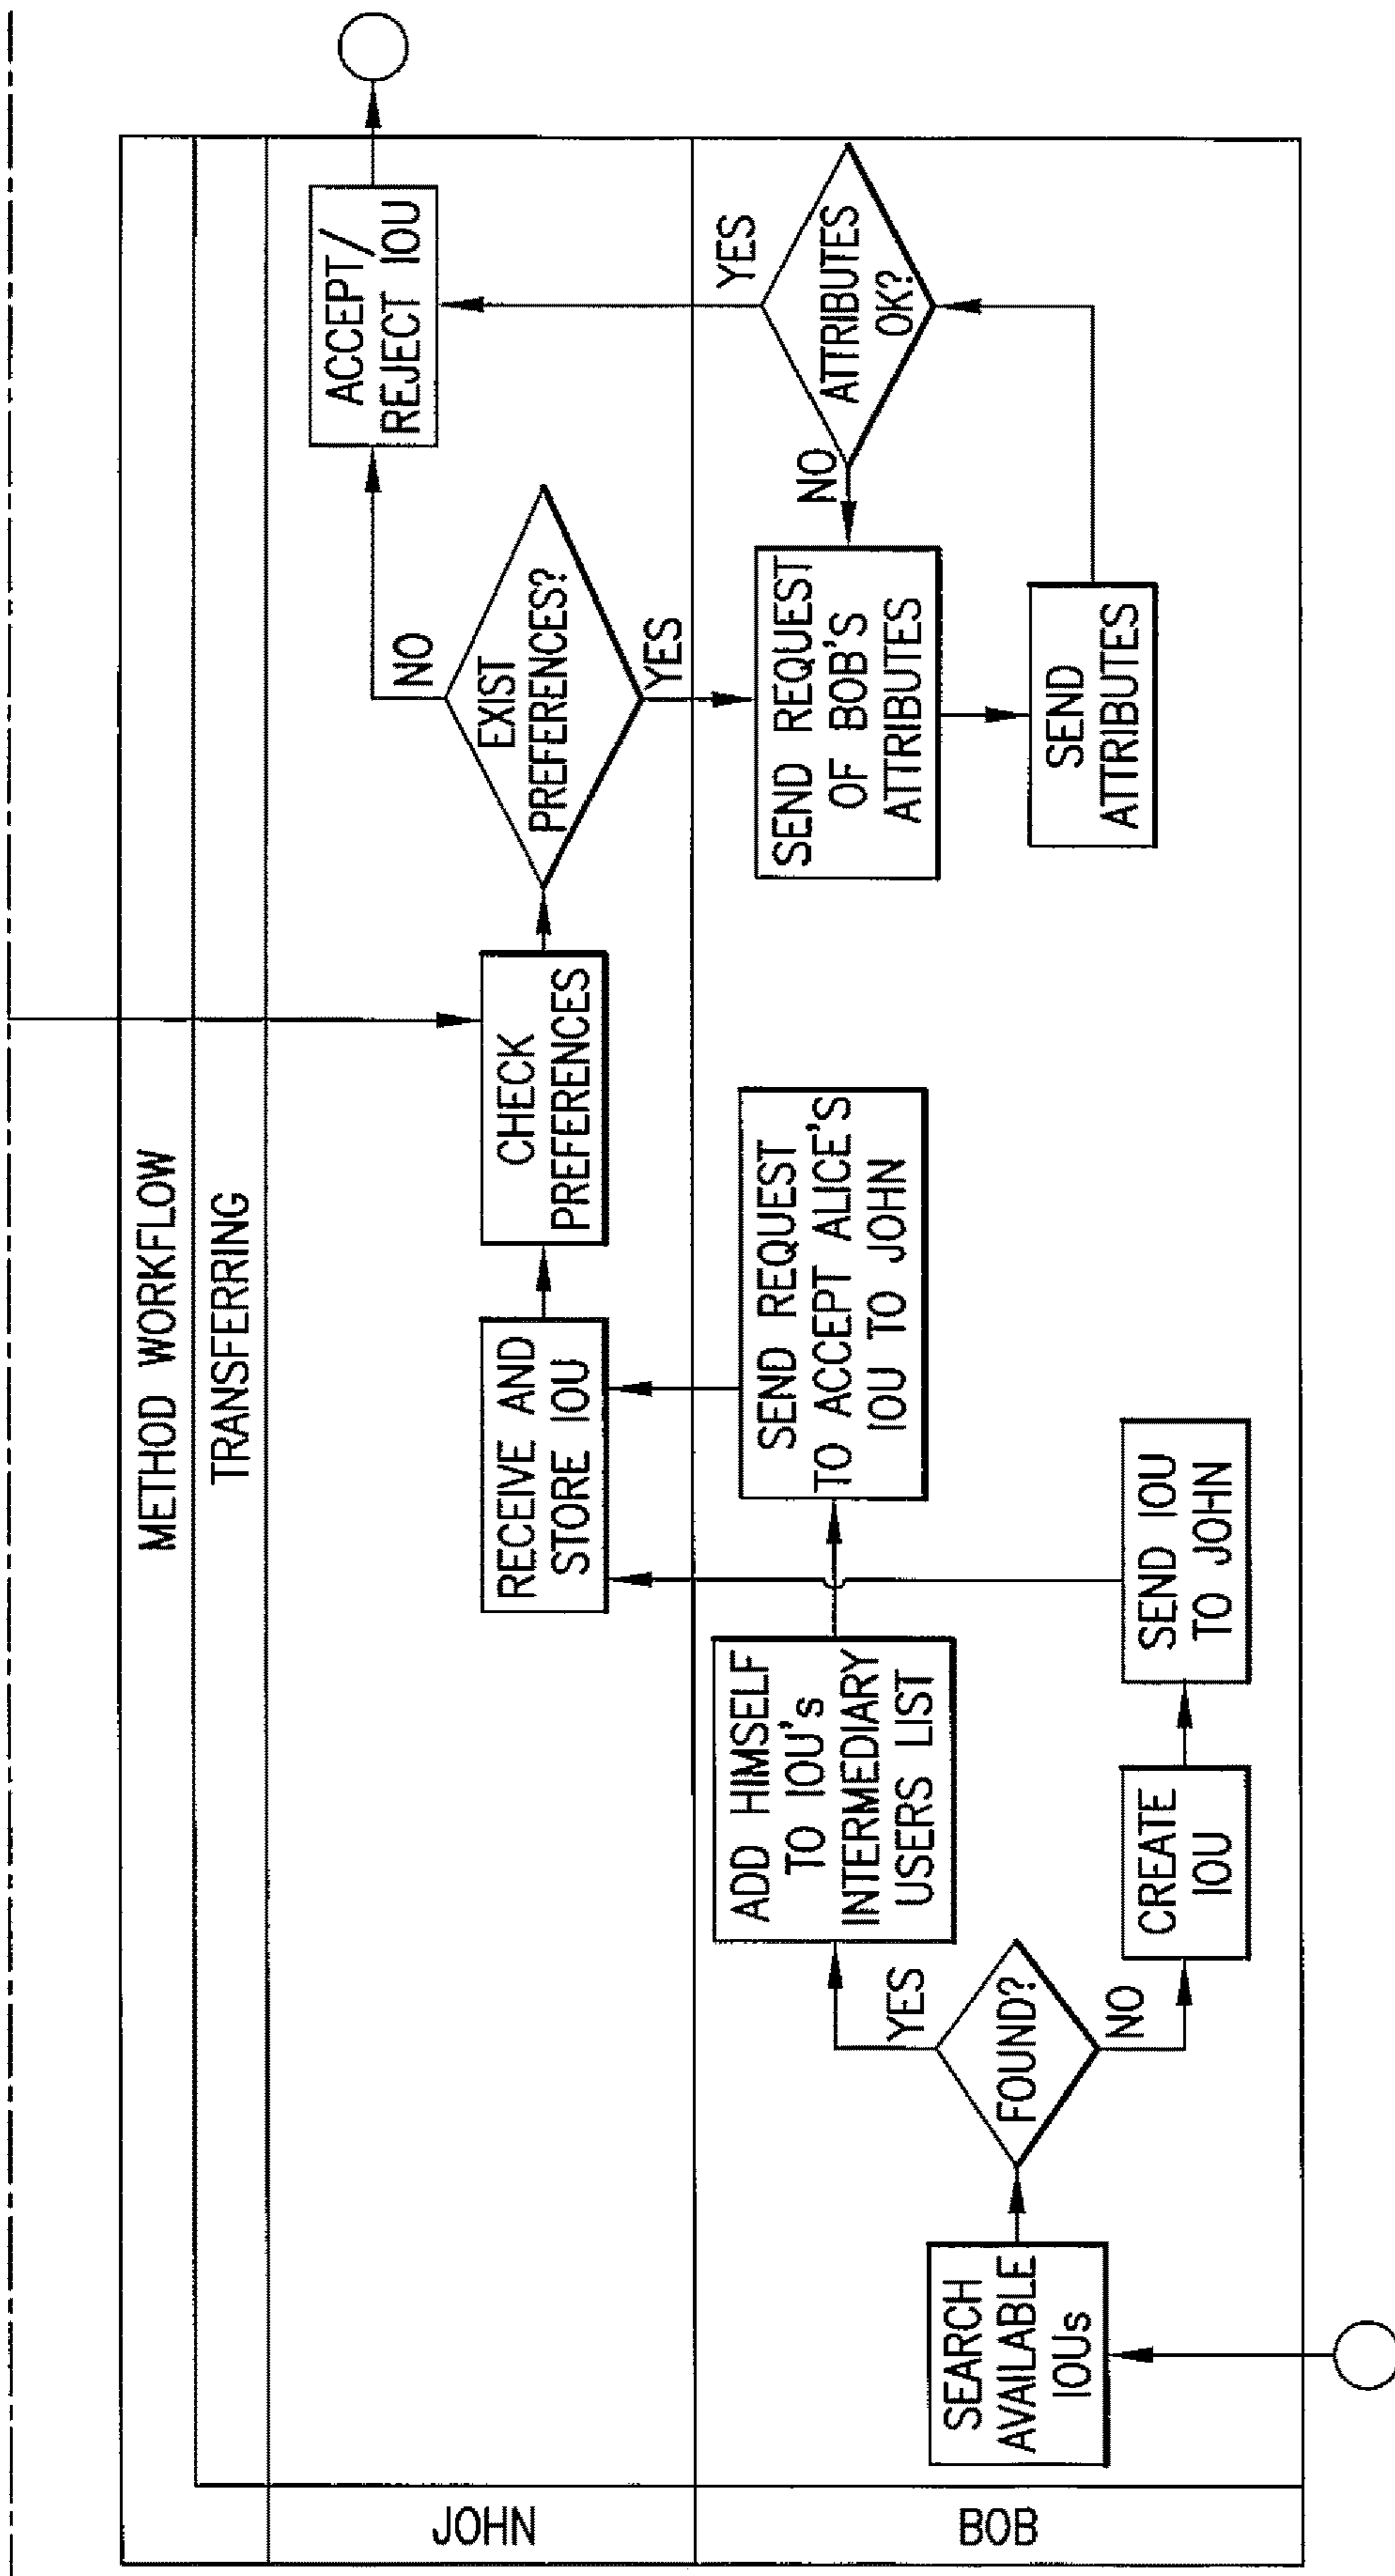 METHOD WORKFLOW
TRANSFERRING
JOHN
RECEIVE AND
STORE IOU
CHECK
PREFERENCES
EXIST
PREFERENCES?
NO
YES
ACCEPT/
REJECT IOU
BOB
SEARCH
AVAILABLE
IOUs
FOUND?
YES
NO
ADD HIMSELF
TO IOU's
INTERMEDIARY
USERS LIST
CREATE
IOU
SEND IOU
TO JOHN
SEND REQUEST
TO ACCEPT ALICE'S
IOU TO JOHN
SEND REQUEST
OF BOB'S
ATTRIBUTES
SEND
ATTRIBUTES
NO
ATTRIBUTES
OK?
YES